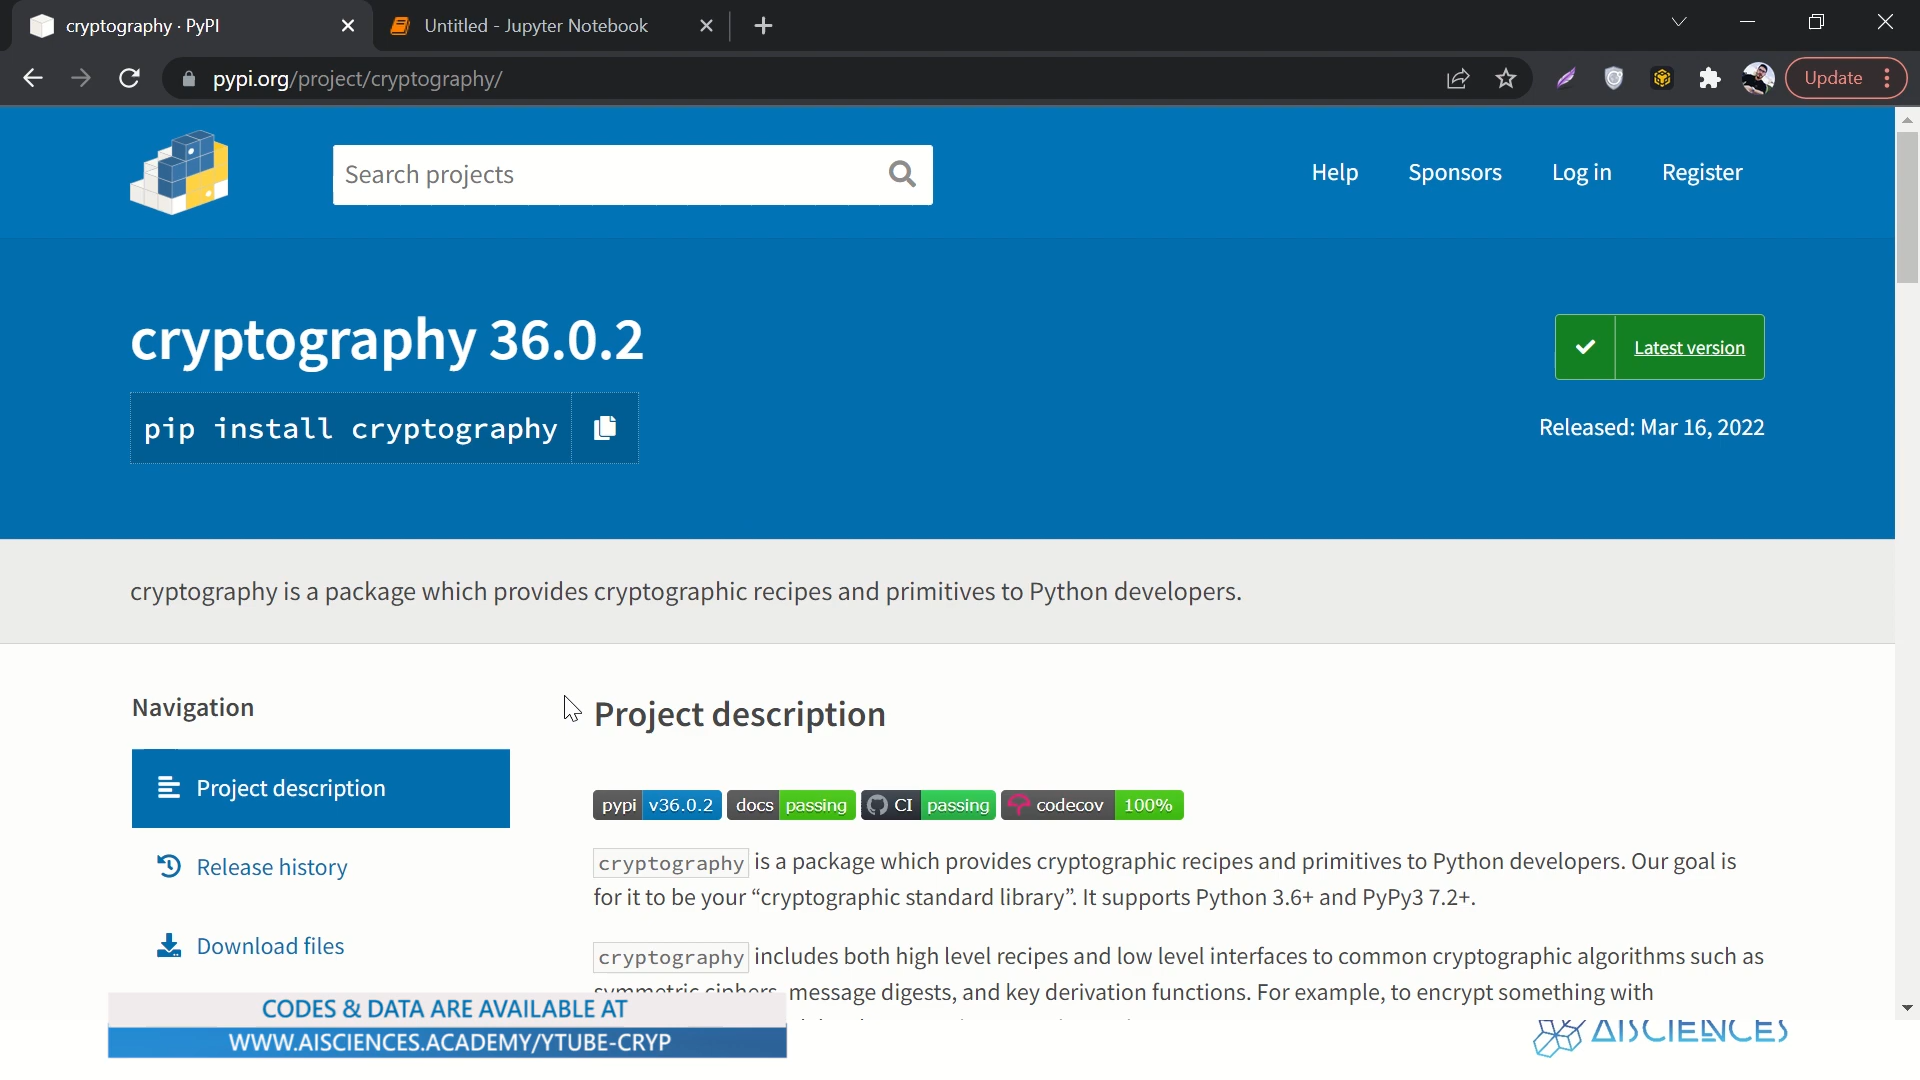 cryptography · PyPI
Untitled - Jupyter Notebook
pypi.org/project/cryptography/
Update
Search projects
Help
Sponsors
Log in
Register
cryptography 36.0.2
Latest version
pip install cryptography
Released: Mar 16, 2022
cryptography is a package which provides cryptographic recipes and primitives to Python developers.
Navigation
Project description
Project description
pypi v36.0.2 docs passing CI passing codecov 100%
cryptography is a package which provides cryptographic recipes and primitives to Python developers. Our goal is
for it to be your “cryptographic standard library”. It supports Python 3.6+ and PyPy3 7.2+.
Release history
Download files
cryptography includes both high level recipes and low level interfaces to common cryptographic algorithms such as
symmetric ciphers, message digests, and key derivation functions. For example, to encrypt something with
CODES & DATA ARE AVAILABLE AT
WWW.AISCIENCES.ACADEMY/YTUBE-CRYP
AISCIENCES